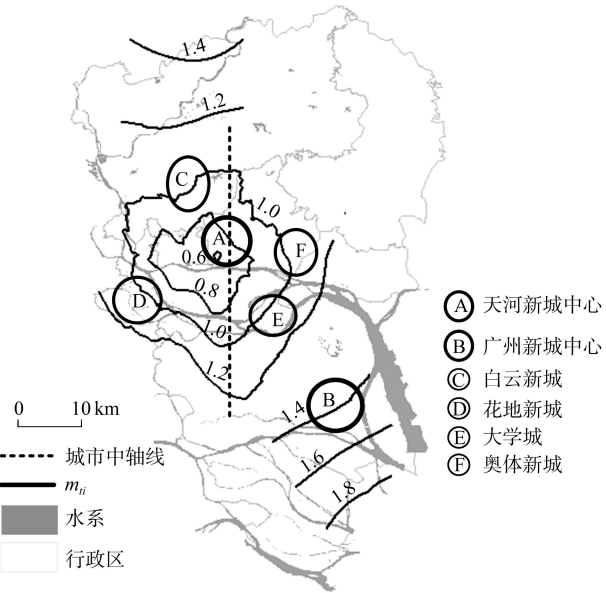 1.4
1.2
C
1.0
A
F
0.6
0.8
D
E
1.0
1.2
B
1.4
1.6
1.8
A 天河新城中心
B 广州新城中心
C 白云新城
D 花地新城
E 大学城
F 奥体新城
0 10 km
城市中轴线
mti
水系
行政区